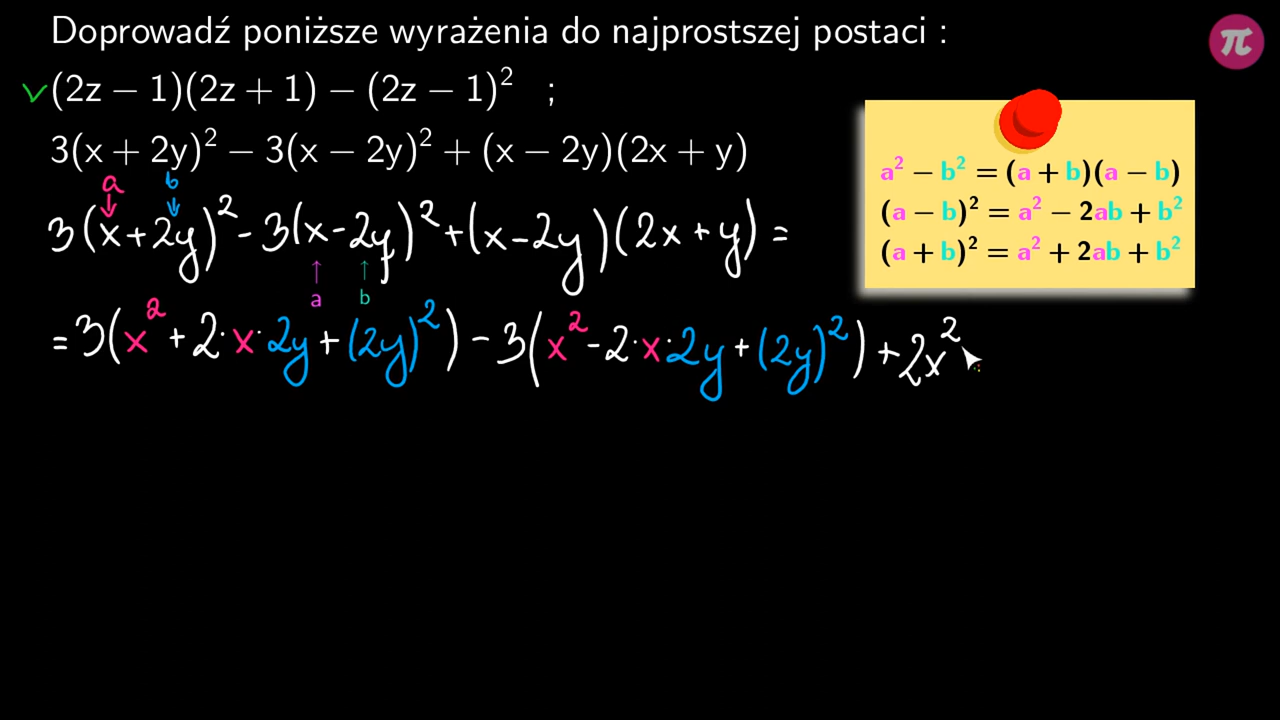 Doprowadź poniższe wyrażenia do najprostszej postaci :
(2z − 1)(2z + 1) − (2z − 1)² ;
3(x + 2y)² − 3(x − 2y)² + (x − 2y)(2x + y)
a b
3(x+2y)² - 3(x-2y)² + (x-2y)(2x+y) =
a b
= 3(x² + 2·x·2y + (2y)²) - 3(x² - 2·x·2y + (2y)²) + 2x²
π
a² − b² = (a + b)(a − b)
(a − b)² = a² − 2ab + b²
(a + b)² = a² + 2ab + b²